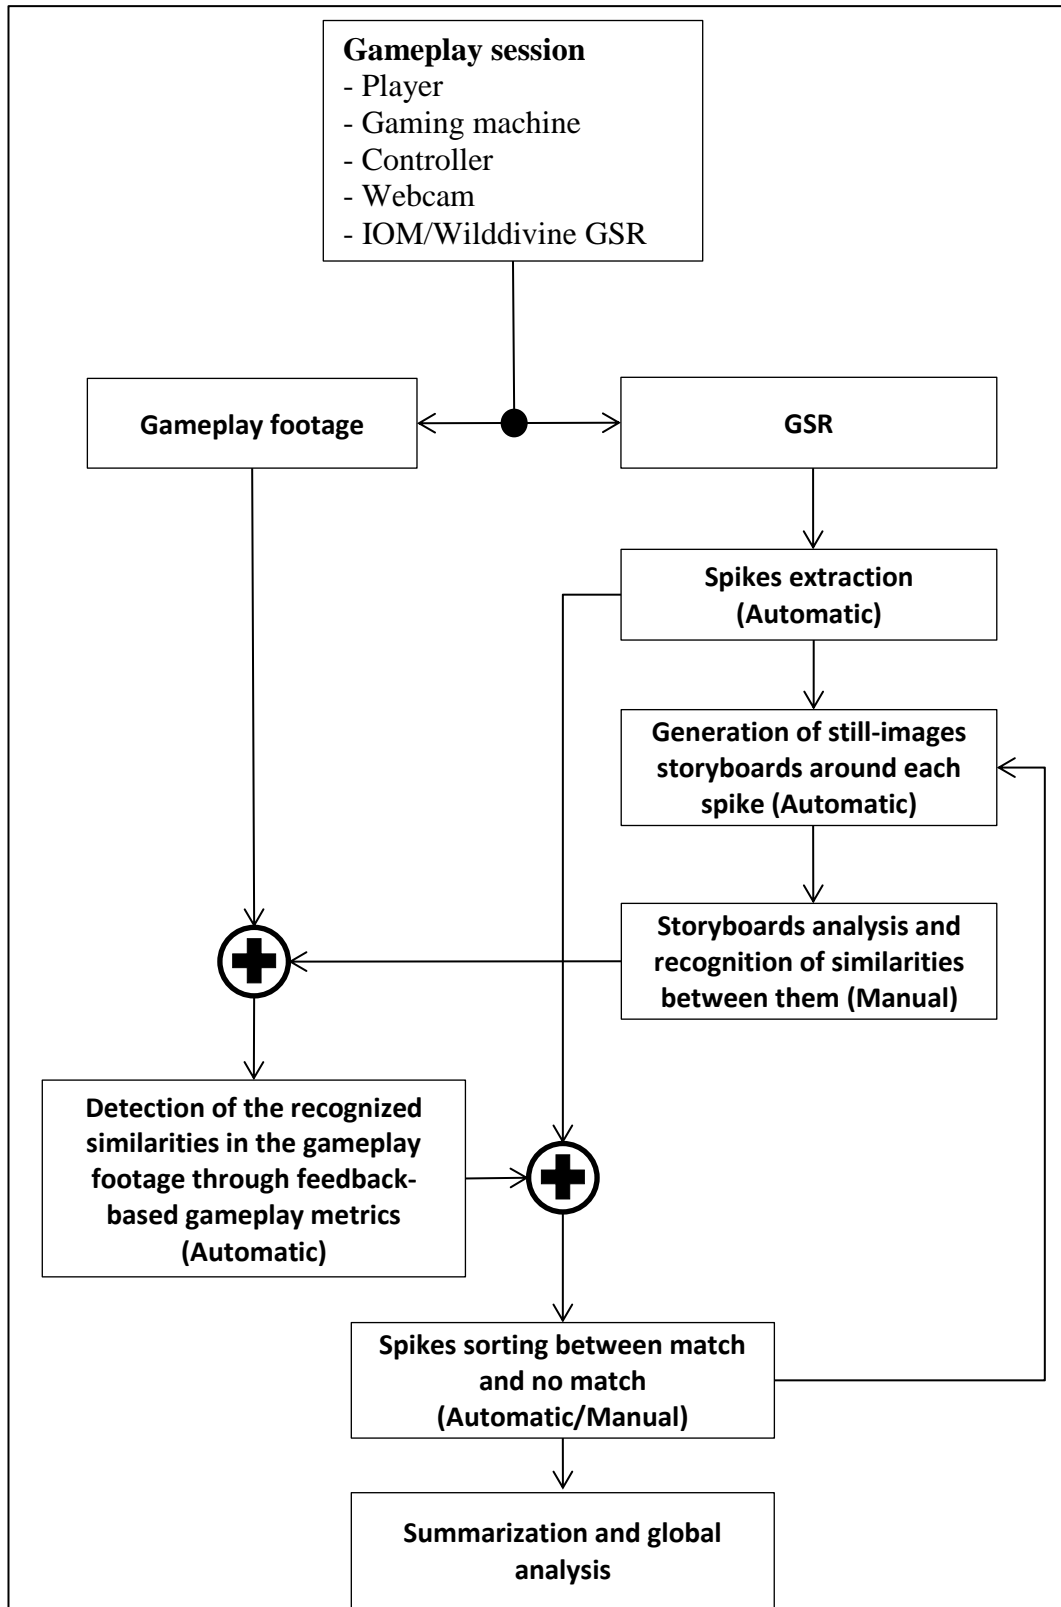 Gameplay session
- Player
- Gaming machine
- Controller
- Webcam
- IOM/Wilddivine GSR
Gameplay footage
GSR
Spikes extraction
(Automatic)
Generation of still-images
storyboards around each
spike (Automatic)
Storyboards analysis and
recognition of similarities
between them (Manual)
Detection of the recognized
similarities in the gameplay
footage through feedback-
based gameplay metrics
(Automatic)
Spikes sorting between match
and no match
(Automatic/Manual)
Summarization and global
analysis